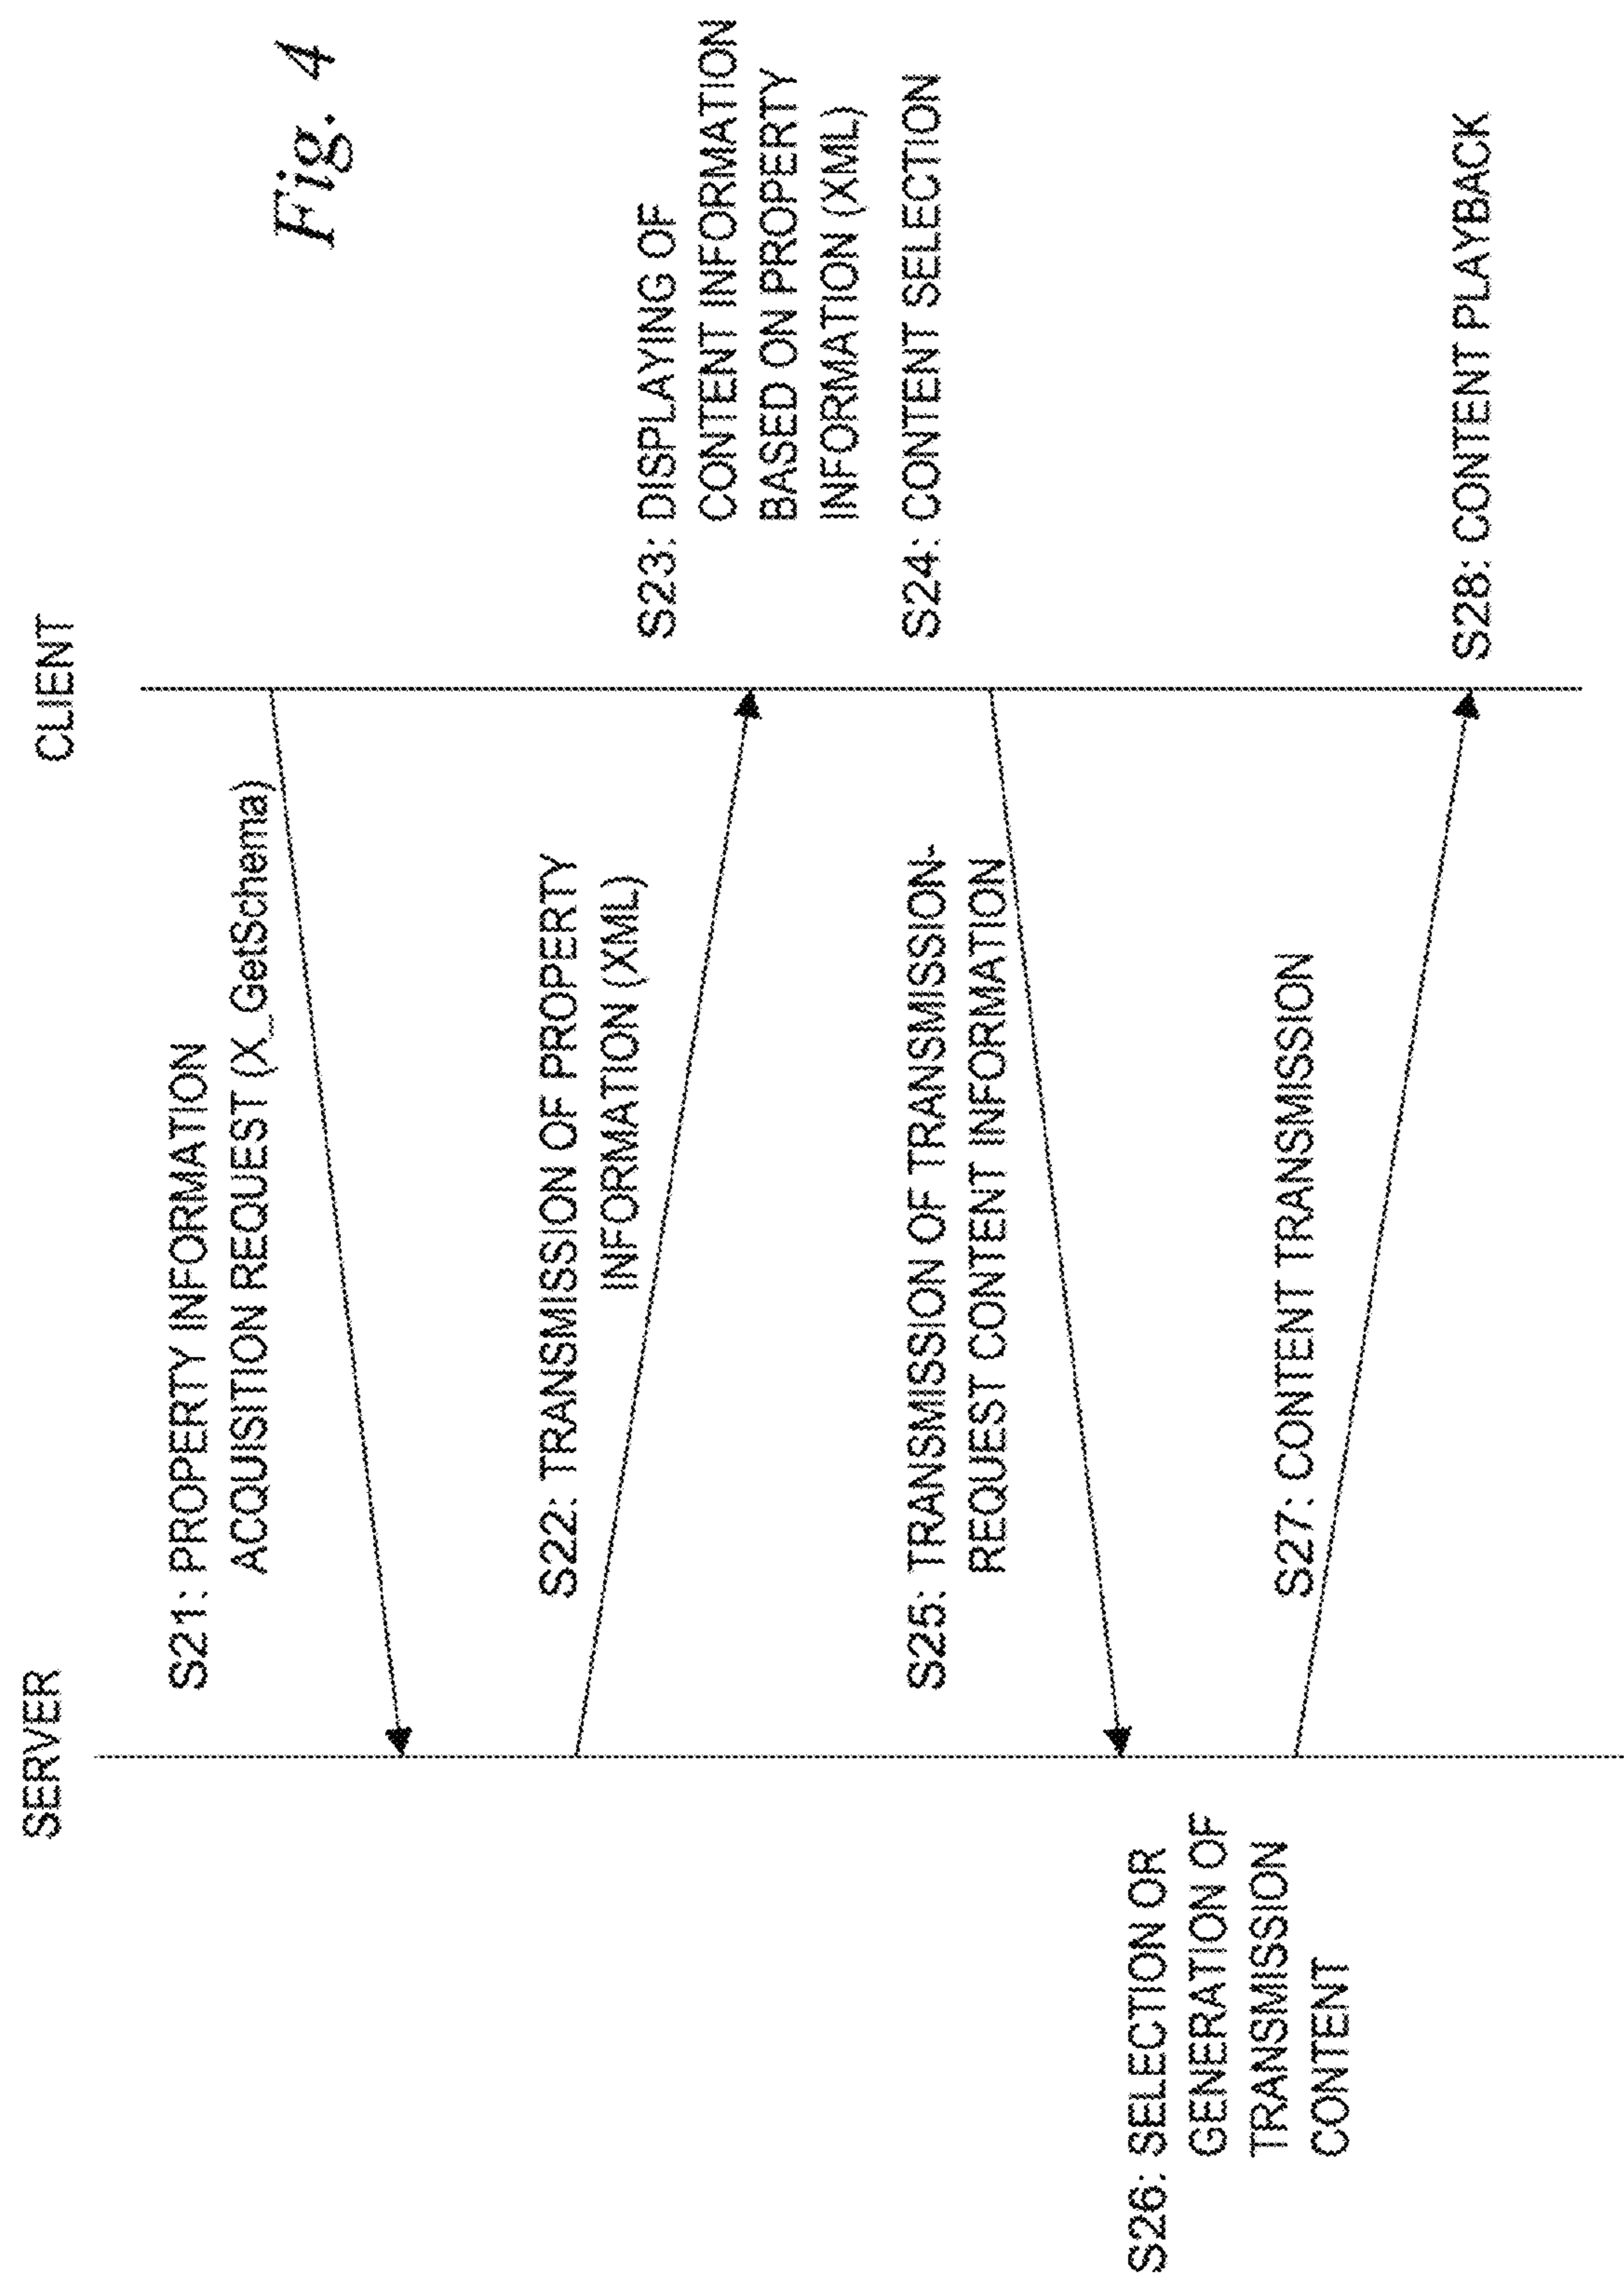 Fig. 4
SERVER
CLIENT
S21: PROPERTY INFORMATION
ACQUISITION REQUEST (X_GetSchema)
S22: TRANSMISSION OF PROPERTY
INFORMATION (XML)
S23: DISPLAYING OF
CONTENT INFORMATION
BASED ON PROPERTY
INFORMATION (XML)
S24: CONTENT SELECTION
S25: TRANSMISSION OF TRANSMISSION-
REQUEST CONTENT INFORMATION
S26: SELECTION OR
GENERATION OF
TRANSMISSION
CONTENT
S27: CONTENT TRANSMISSION
S28: CONTENT PLAYBACK